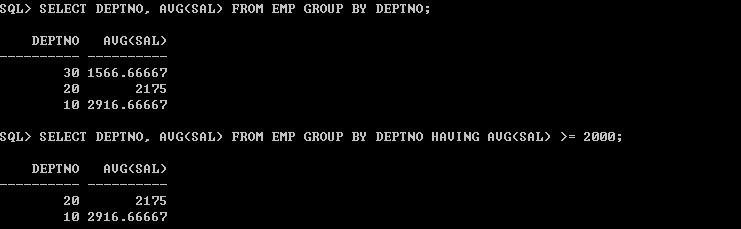 SQL> SELECT DEPTNO, AVG(SAL) FROM EMP GROUP BY DEPTNO;
DEPTNO AVG(SAL)
---------- ----------
30 1566.66667
20 2175
10 2916.66667
SQL> SELECT DEPTNO, AVG(SAL) FROM EMP GROUP BY DEPTNO HAVING AVG(SAL) >= 2000;
DEPTNO AVG(SAL)
---------- ----------
20 2175
10 2916.66667